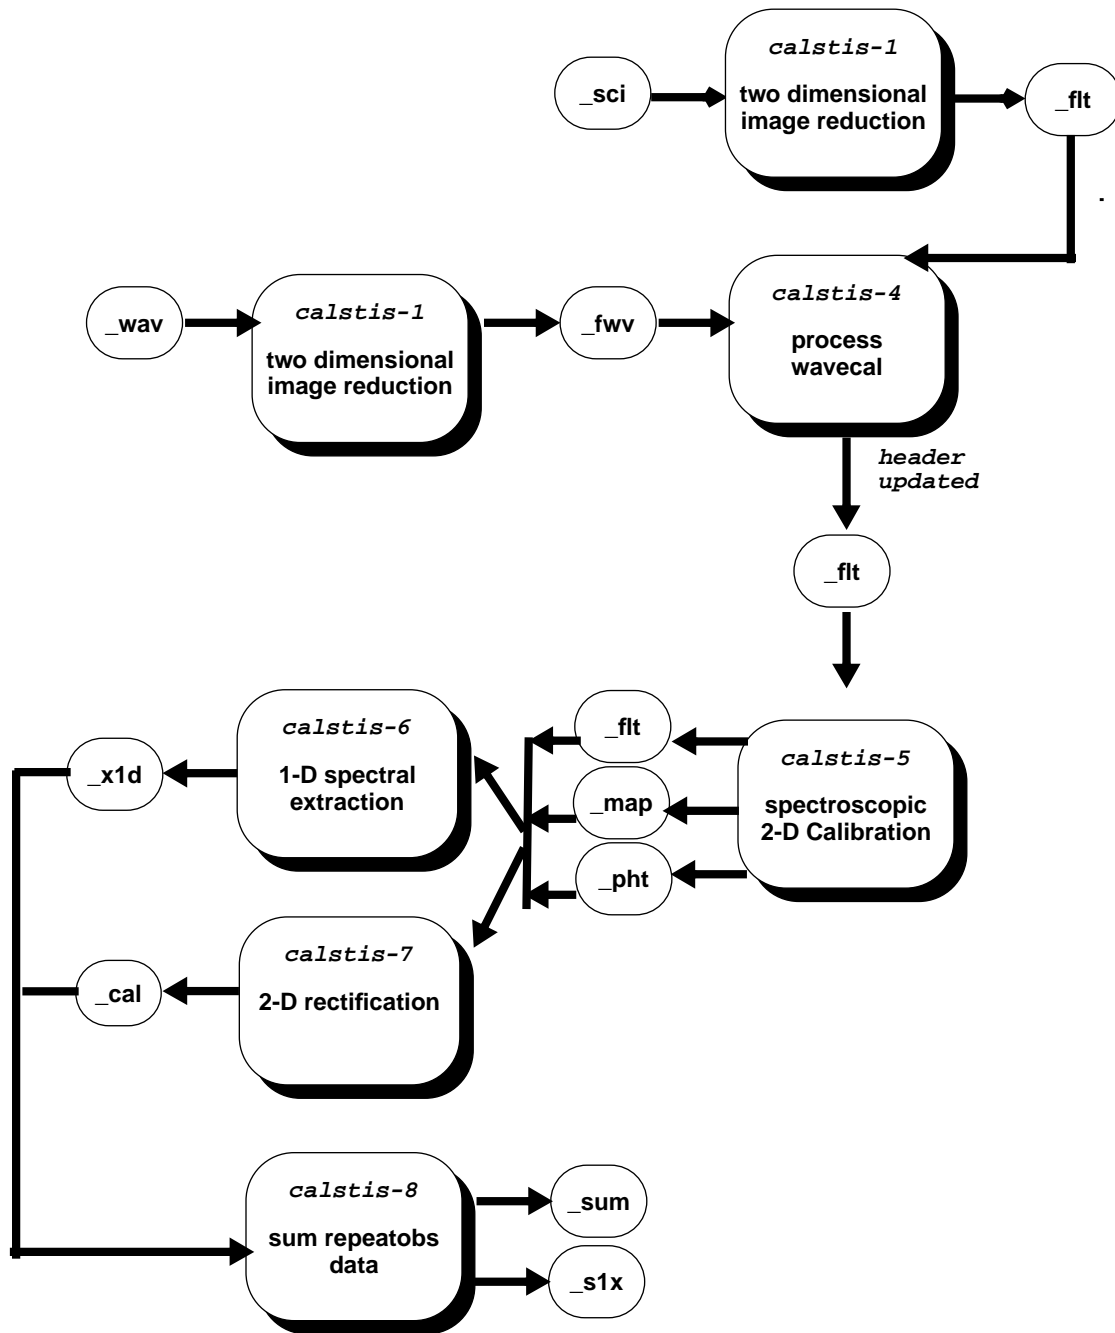 calstis-1
_sci
two dimensional
image reduction
_flt
calstis-4
process
wavecal
_wav
calstis-1
two dimensional
image reduction
_fwv
header
updated
_flt
calstis-5
spectroscopic
2-D Calibration
_flt
_map
_pht
calstis-6
1-D spectral
extraction
_x1d
calstis-7
2-D rectification
_cal
calstis-8
sum repeatobs
data
_sum
_s1x